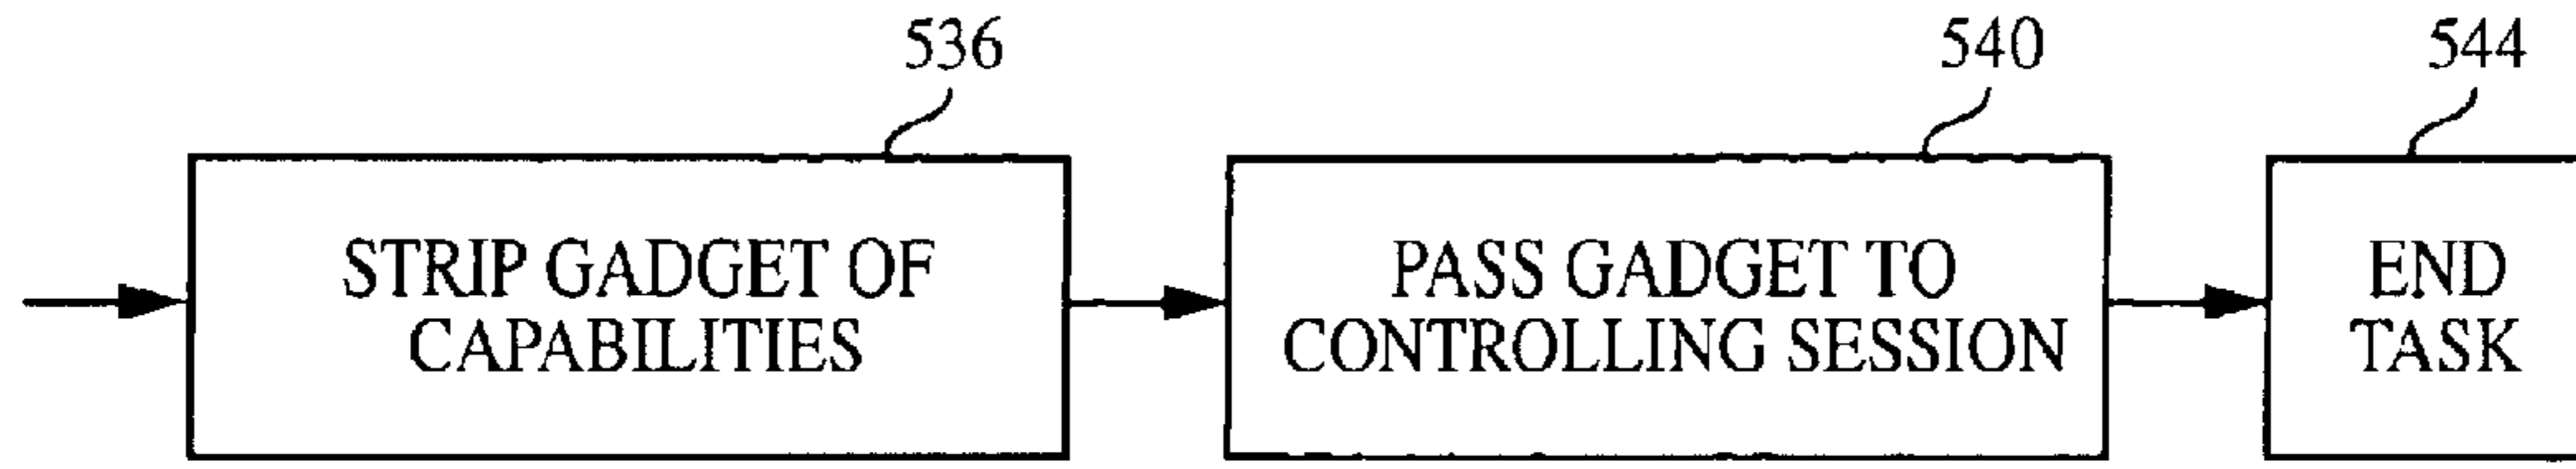 536
540
544
STRIP GADGET OF
CAPABILITIES
PASS GADGET TO
CONTROLLING SESSION
END
TASK